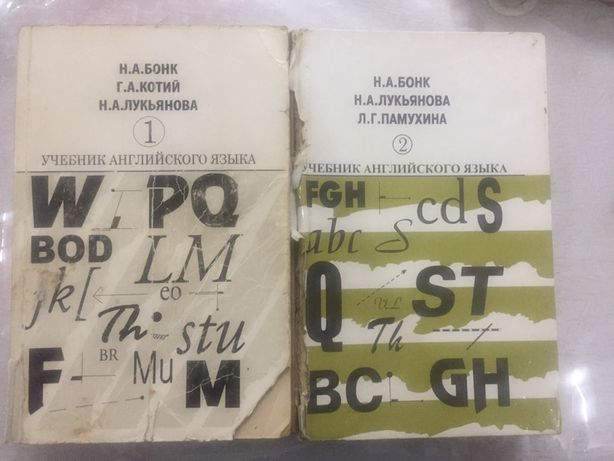 Н.А.БОНК
Г.А.КОТИЙ
Н.А.ЛУКЬЯНОВА
1
УЧЕБНИК АНГЛИЙСКОГО ЯЗЫКА
W PQ
BOD
LM
jk[
eo
Th
stu
BR
Mu
F M
Н.А.БОНК
Н.А.ЛУКЬЯНОВА
Л.Г.ПАМУХИНА
2
УЧЕБНИК АНГЛИЙСКОГО ЯЗЫКА
FGH
cd S
abc S
Q ST
Th
BC GH